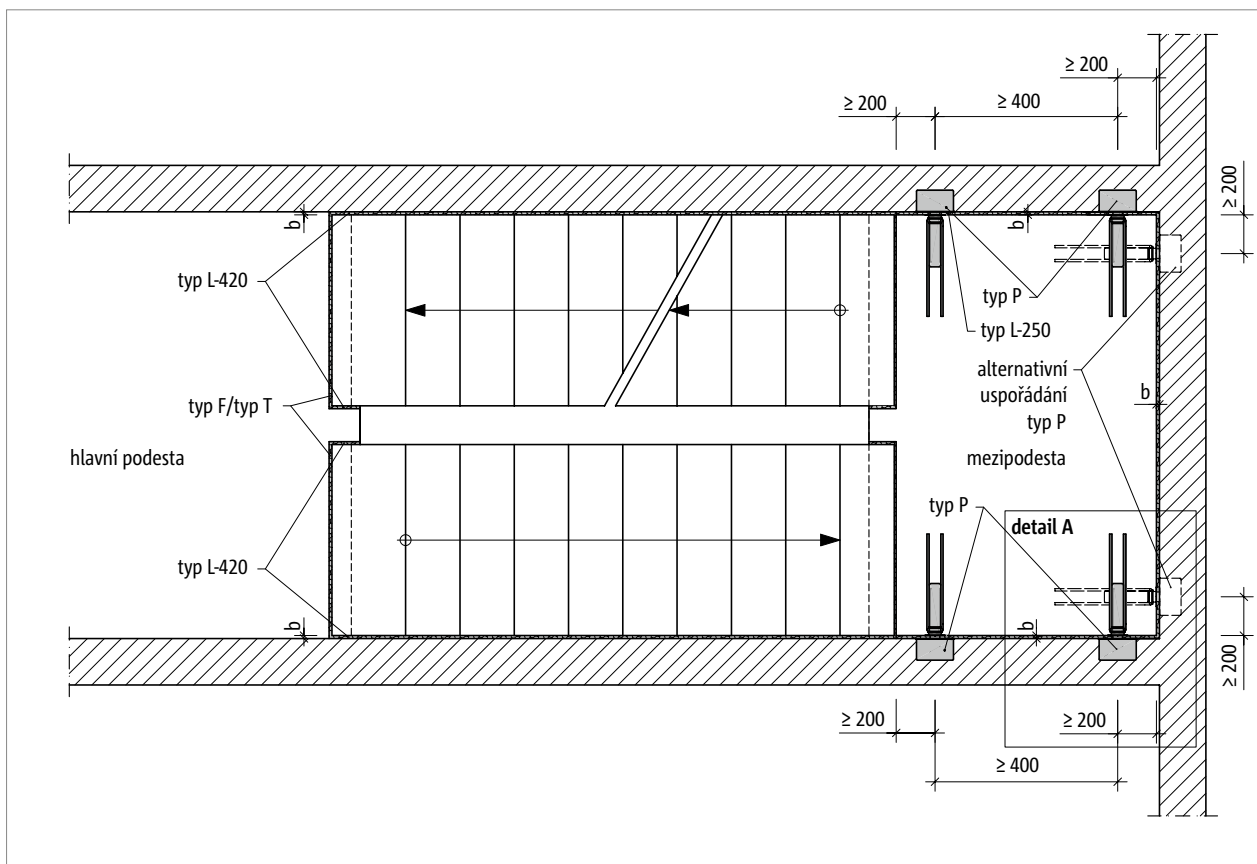 ≥ 200
≥ 200
≥ 400
≥ 200
b
b
typ L-420
typ P
typ L-250
alternativní
uspořádání
typ P
b
typ F/typ T
hlavní podesta
mezipodesta
typ P
detail A
typ L-420
b
b
≥ 200
≥ 200
≥ 200
≥ 400